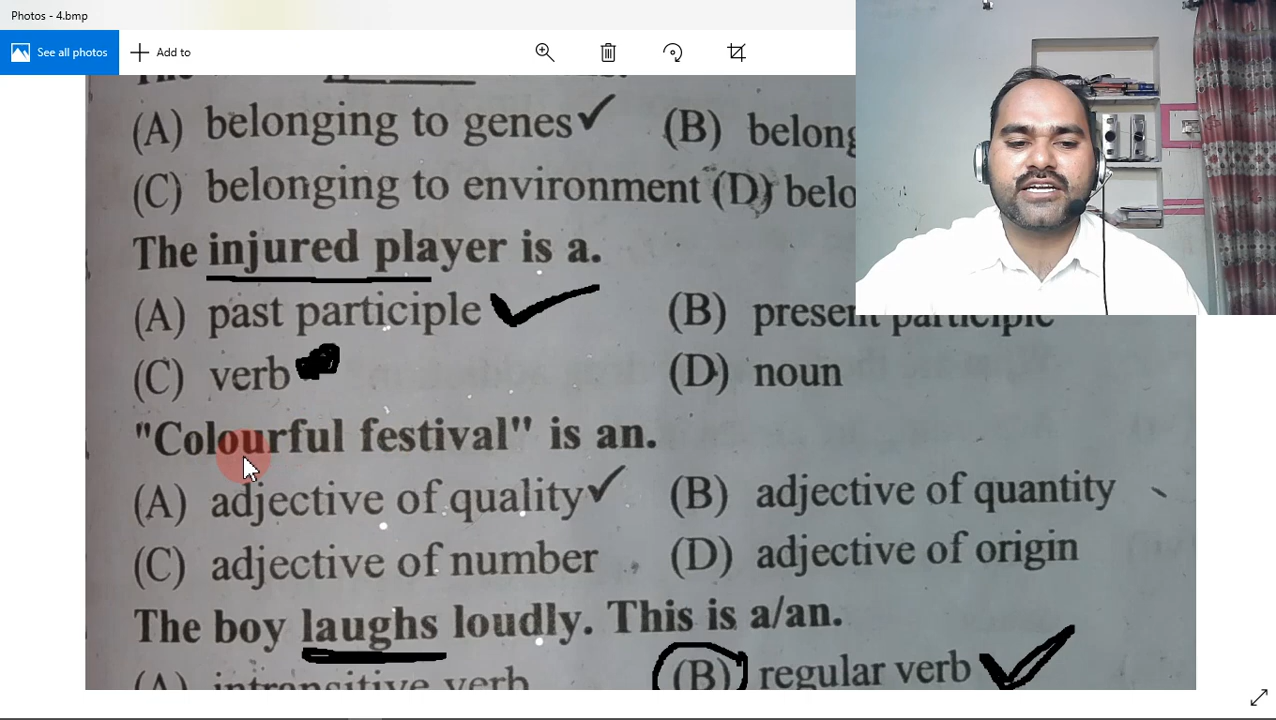 Photos - 4.bmp
See all photos
Add to
(A) belonging to genes✓ (B)
(C) belonging to environment (D)
The injured player is a.
(A) past participle ✓ (B) present participle
(C) verb (D) noun
"Colourful festival" is an.
(A) adjective of quality✓ (B) adjective of quantity
(C) adjective of number (D) adjective of origin
The boy laughs loudly. This is a/an.
(A) intransitive verb (B) regular verb ✓